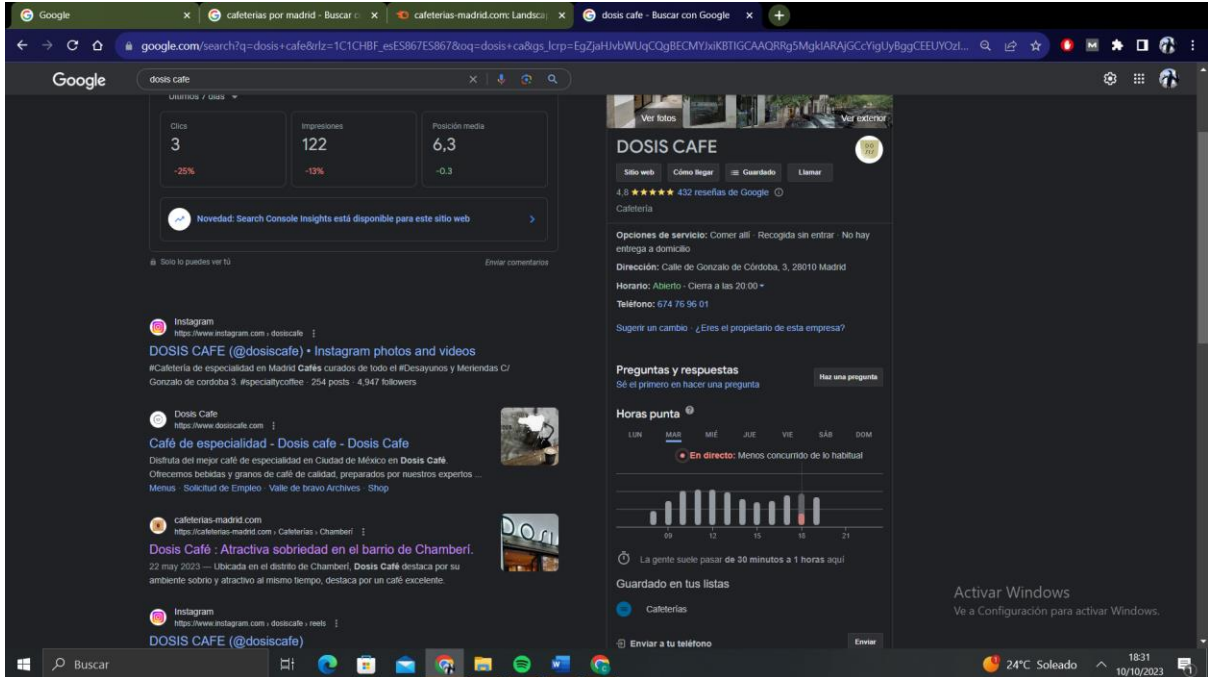 Google
cafeterias por madrid - Buscar c
cafeterias-madrid.com: Landscap
dosis cafe - Buscar con Google
Google
dosis cafe
Últimos 7 días
Clics
3
-25%
Impresiones
122
-13%
Posición media
6,3
-0.3
Novedad: Search Console Insights está disponible para este sitio web
Solo lo puedes ver tú
Enviar comentarios
Instagram
https://www.instagram.com › dosiscafe
DOSIS CAFE (@dosiscafe) • Instagram photos and videos
#Cafetería de especialidad en Madrid Cafés curados de todo el #Desayunos y Meriendas C/
Gonzalo de cordoba 3. #specialtycoffee · 254 posts · 4,947 followers
Dosis Cafe
https://www.dosiscafe.com
Café de especialidad - Dosis cafe - Dosis Cafe
Disfruta del mejor café de especialidad en Ciudad de México en Dosis Café.
Ofrecemos bebidas y granos de café de calidad, preparados por nuestros expertos ...
Menus · Solicitud de Empleo · Valle de bravo Archives · Shop
cafeterias-madrid.com
https://cafeterias-madrid.com › Cafeterías › Chamberí
Dosis Café : Atractiva sobriedad en el barrio de Chamberí.
22 may 2023 — Ubicada en el distrito de Chamberí, Dosis Café destaca por su
ambiente sobrio y atractivo al mismo tiempo, destaca por un café excelente.
Instagram
https://www.instagram.com › dosiscafe › reels
DOSIS CAFE (@dosiscafe)
Ver fotos
Ver exterior
DOSIS CAFE
Sitio web
Cómo llegar
Guardado
Llamar
4,8 ★★★★★ 432 reseñas de Google
Cafetería
Opciones de servicio: Comer allí · Recogida sin entrar · No hay
entrega a domicilio
Dirección: Calle de Gonzalo de Córdoba, 3, 28010 Madrid
Horario: Abierto · Cierra a las 20:00
Teléfono: 674 76 96 01
Sugerir un cambio · ¿Eres el propietario de esta empresa?
Preguntas y respuestas
Sé el primero en hacer una pregunta
Haz una pregunta
Horas punta
LUN MAR MIÉ JUE VIE SÁB DOM
En directo: Menos concurrido de lo habitual
09 12 15 18 21
La gente suele pasar de 30 minutos a 1 horas aquí
Guardado en tus listas
Cafeterías
Enviar a tu teléfono
Enviar
Activar Windows
Ve a Configuración para activar Windows.
Buscar
24°C Soleado
18:31
10/10/2023